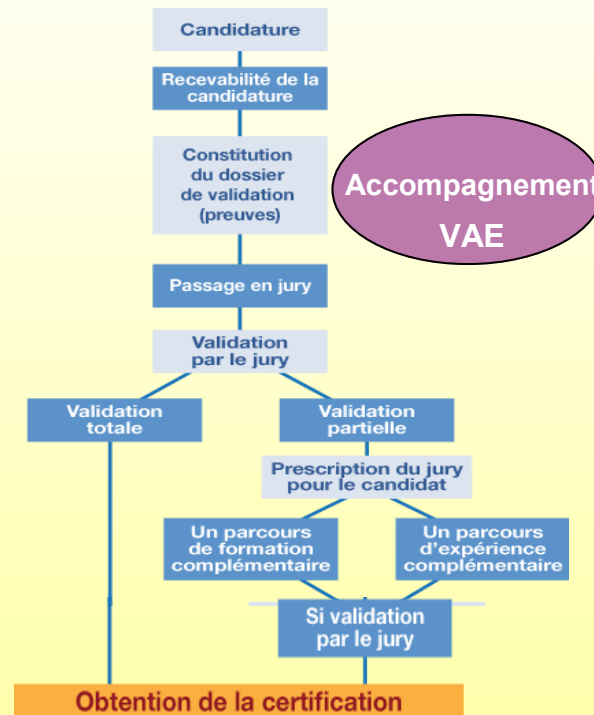 Candidature
Recevabilité de la
candidature
Constitution
du dossier
de validation
(preuves)
Accompagnement
VAE
Passage en jury
Validation
par le jury
Validation
totale
Validation
partielle
Prescription du jury
pour le candidat
Un parcours
de formation
complémentaire
Un parcours
d'expérience
complémentaire
Si validation
par le jury
Obtention de la certification